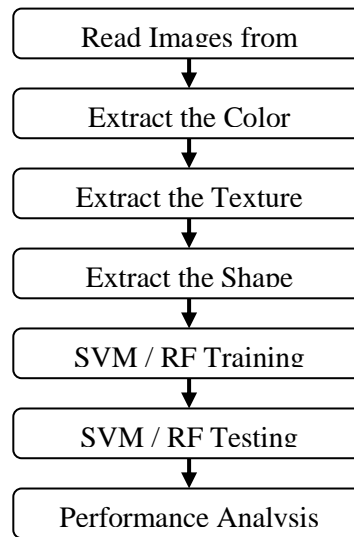 Read Images from
Extract the Color
Extract the Texture
Extract the Shape
SVM / RF Training
SVM / RF Testing
Performance Analysis